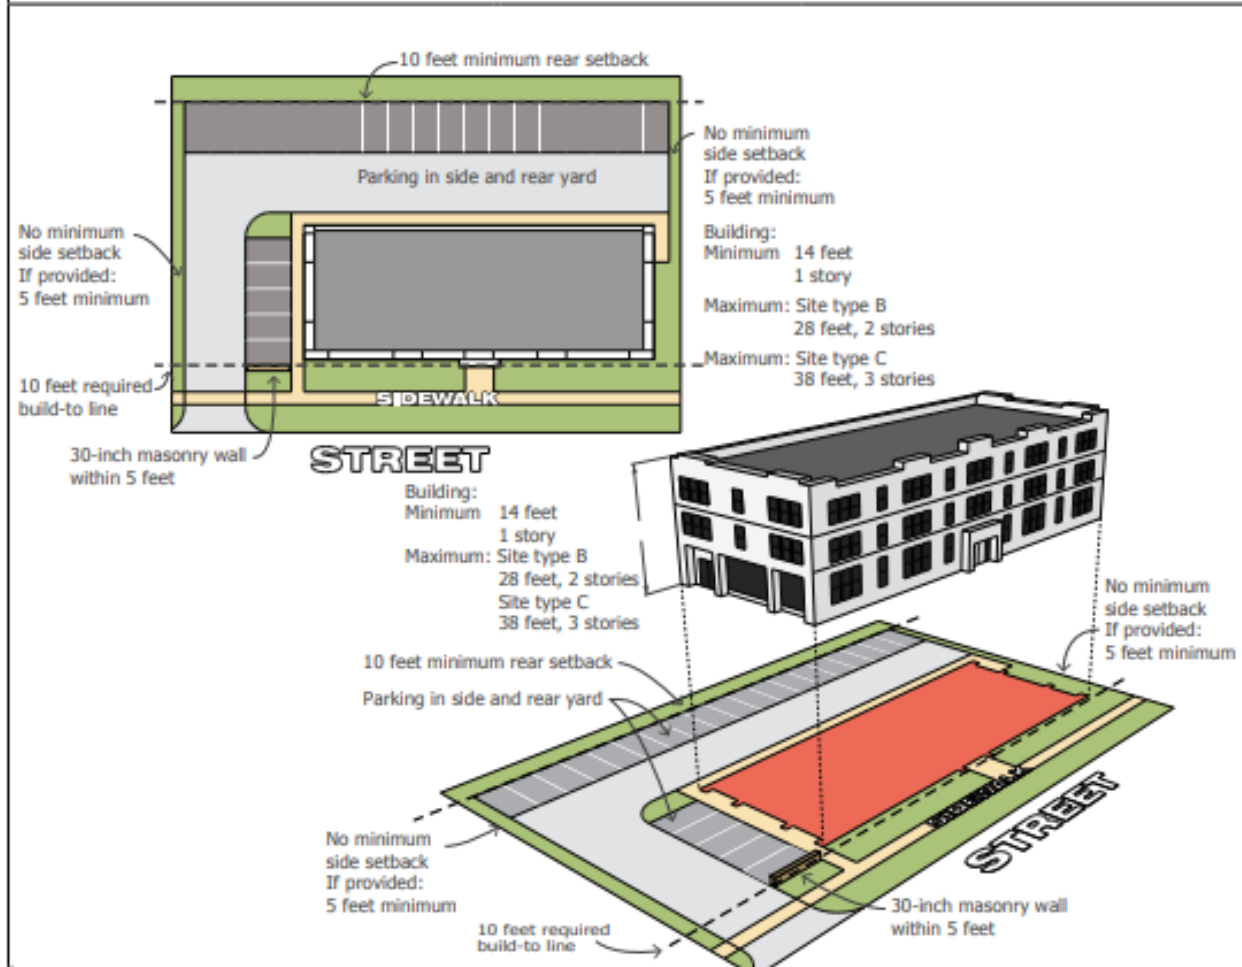 10 feet minimum rear setback
No minimum
side setback
If provided:
5 feet minimum
Parking in side and rear yard
No minimum
side setback
If provided:
5 feet minimum
Building:
Minimum 14 feet
1 story
Maximum: Site type B
28 feet, 2 stories
Maximum: Site type C
38 feet, 3 stories
10 feet required
build-to line
SIDEWALK
30-inch masonry wall
within 5 feet
STREET
Building:
Minimum 14 feet
1 story
Maximum: Site type B
28 feet, 2 stories
Site type C
38 feet, 3 stories
No minimum
side setback
If provided:
5 feet minimum
10 feet minimum rear setback
Parking in side and rear yard
SIDEWALK
STREET
No minimum
side setback
If provided:
5 feet minimum
30-inch masonry wall
within 5 feet
10 feet required
build-to line